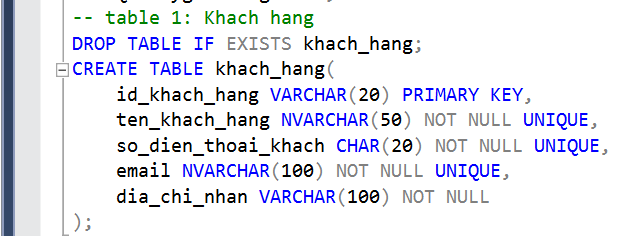 -- table 1: Khach hang
DROP TABLE IF EXISTS khach_hang;
CREATE TABLE khach_hang(
id_khach_hang VARCHAR(20) PRIMARY KEY,
ten_khach_hang NVARCHAR(50) NOT NULL UNIQUE,
so_dien_thoai_khach CHAR(20) NOT NULL UNIQUE,
email NVARCHAR(100) NOT NULL UNIQUE,
dia_chi_nhan VARCHAR(100) NOT NULL
);